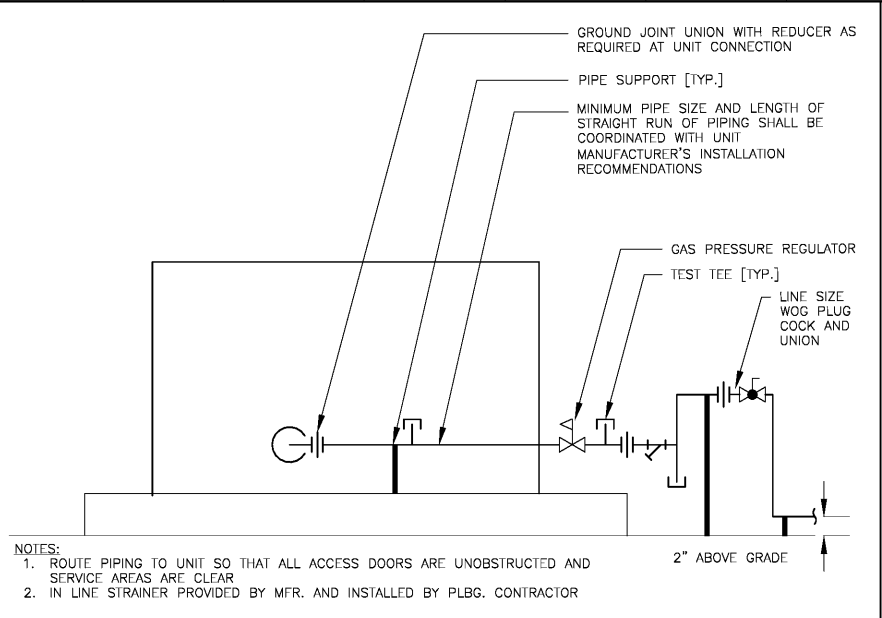 GROUND JOINT UNION WITH REDUCER AS
REQUIRED AT UNIT CONNECTION
PIPE SUPPORT [TYP.]
MINIMUM PIPE SIZE AND LENGTH OF
STRAIGHT RUN OF PIPING SHALL BE
COORDINATED WITH UNIT
MANUFACTURER'S INSTALLATION
RECOMMENDATIONS
GAS PRESSURE REGULATOR
TEST TEE [TYP.]
LINE SIZE
WOG PLUG
COCK AND
UNION
2" ABOVE GRADE
NOTES:
1. ROUTE PIPING TO UNIT SO THAT ALL ACCESS DOORS ARE UNOBSTRUCTED AND
SERVICE AREAS ARE CLEAR
2. IN LINE STRAINER PROVIDED BY MFR. AND INSTALLED BY PLBG. CONTRACTOR